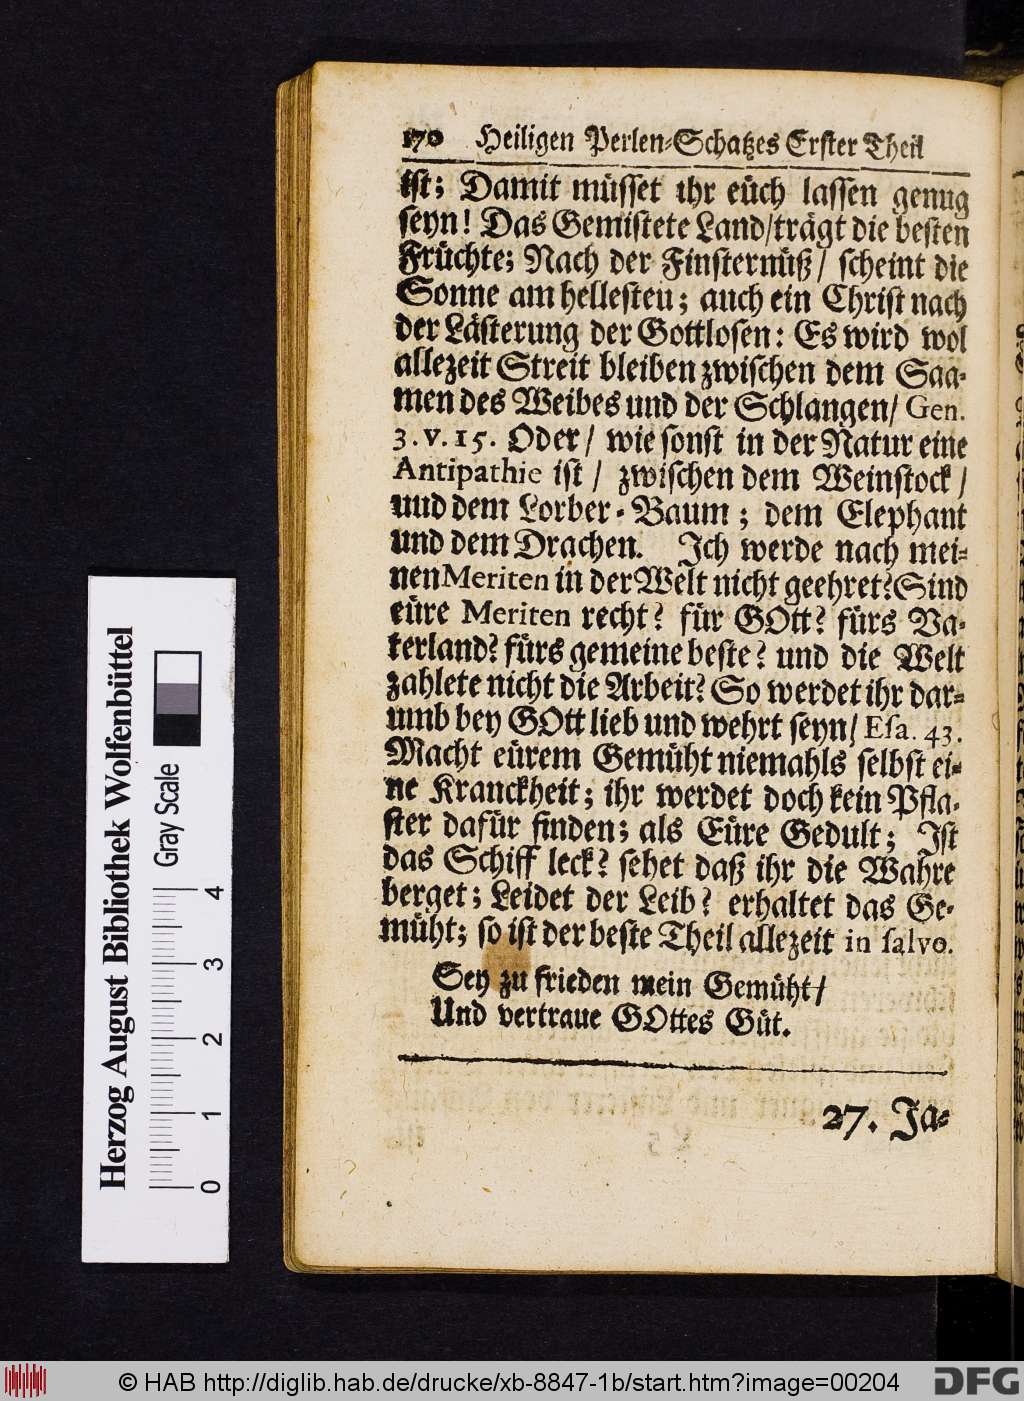 170 Heiligen Perlen-Schatzes Erster Theil
ist; Damit müsset ihr eüch lassen genug
seyn! Das Gemistete Land/trägt die besten
Früchte; Nach der Finsternüß/ scheint die
Sonne am hellesten; auch ein Christ nach
der Lästerung der Gottlosen: Es wird wol
allezeit Streit bleiben zwischen dem Saa-
men des Weibes und der Schlangen/ Gen.
3. v. 15. Oder/ wie sonst in der Natur eine
Antipathie ist/ zwischen dem Weinstock/
und dem Lorber-Baum; dem Elephant
und dem Drachen. Ich werde nach mei-
nen Meriten in der Welt nicht geehret? Sind
eüre Meriten recht? für GOtt? fürs Va-
terland? fürs gemeine beste? und die Welt
zahlete nicht die Arbeit? So werdet ihr dar-
umb bey GOtt lieb und wehrt seyn/ Esa. 43.
Macht eürem Gemüht niemahls selbst ei-
ne Kranckheit; ihr werdet doch kein Pfla-
ster dafür finden; als Eüre Gedult; Ist
das Schiff leck? sehet daß ihr die Wahre
berget; Leidet der Leib? erhaltet das Ge-
müht; so ist der beste Theil allezeit in salvo.
Sey zu frieden mein Gemüht/
Und vertraue GOttes Güt.
27. Ja-
Herzog August Bibliothek Wolfenbüttel
Gray Scale
0 1 2 3 4
© HAB http://diglib.hab.de/drucke/xb-8847-1b/start.htm?image=00204
DFG